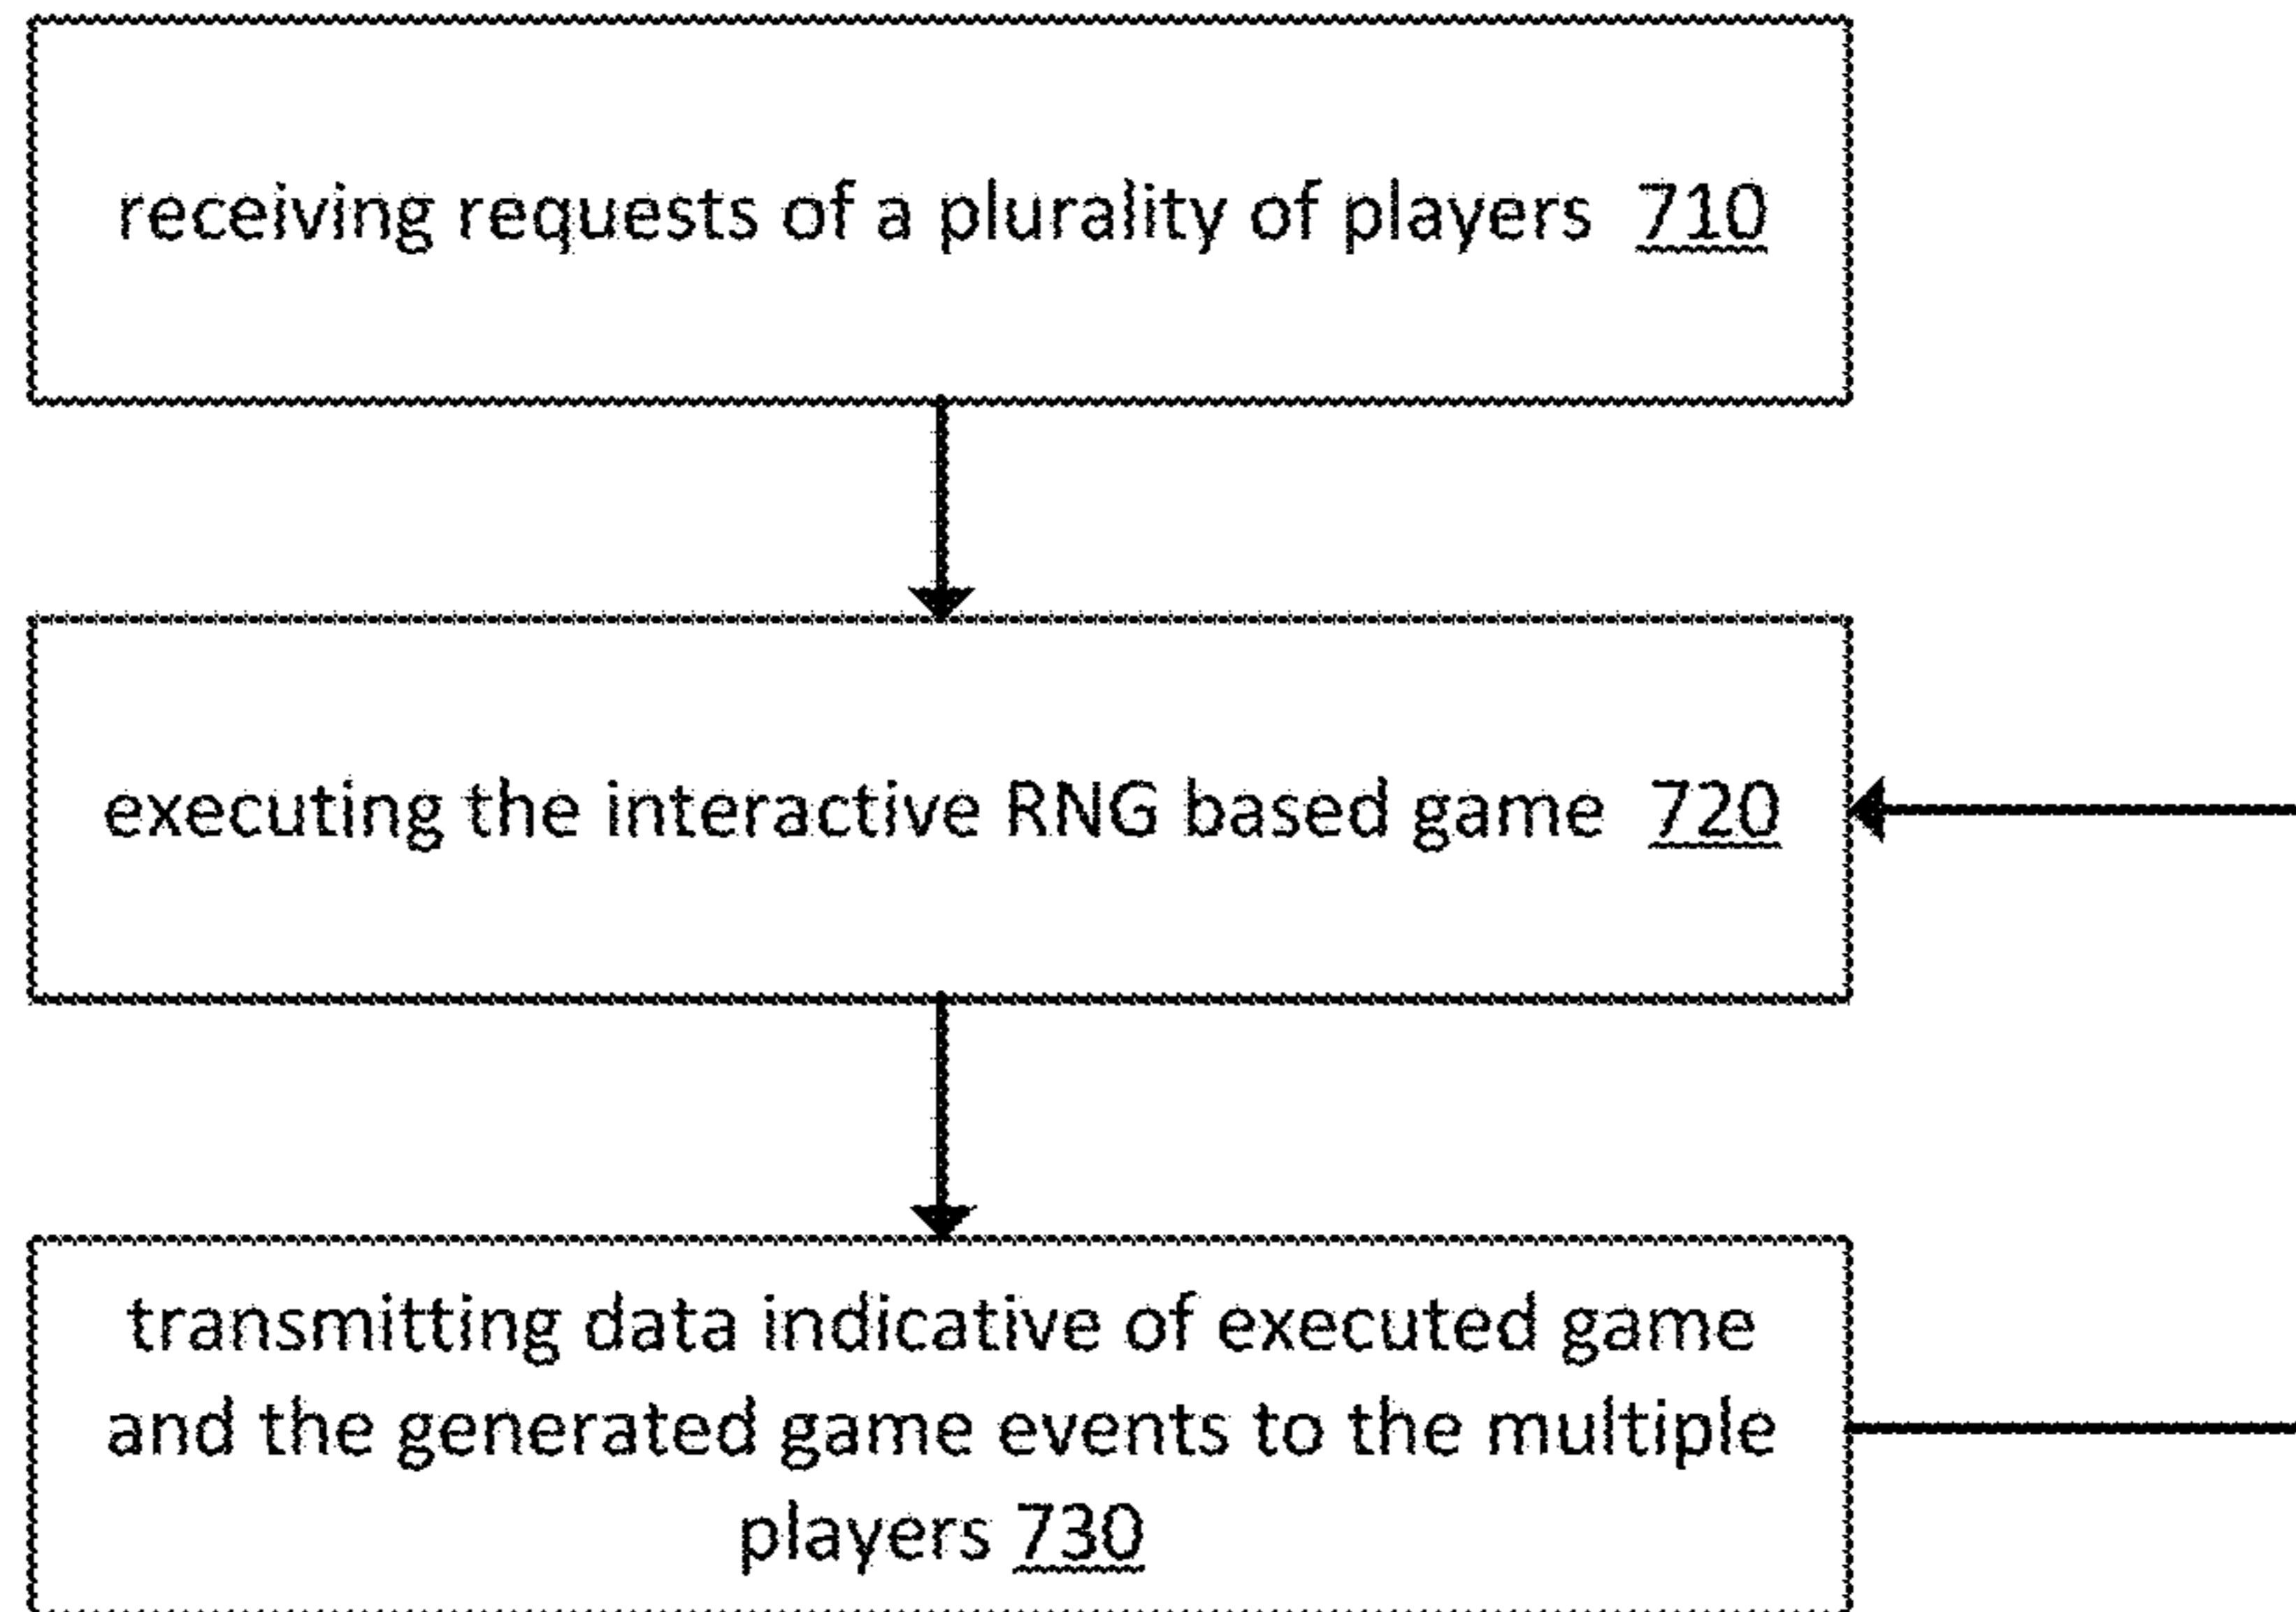 receiving requests of a plurality of players 710
executing the interactive RNG based game 720
transmitting data indicative of executed game
and the generated game events to the multiple
players 730